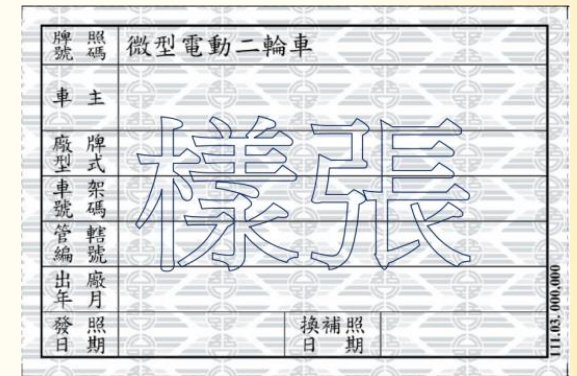 牌照號碼 微型電動二輪車
車主
廠牌型式
車架號碼
管轄編號
出廠年月
發照日期 換補照日期
樣張
111.03. 000,000